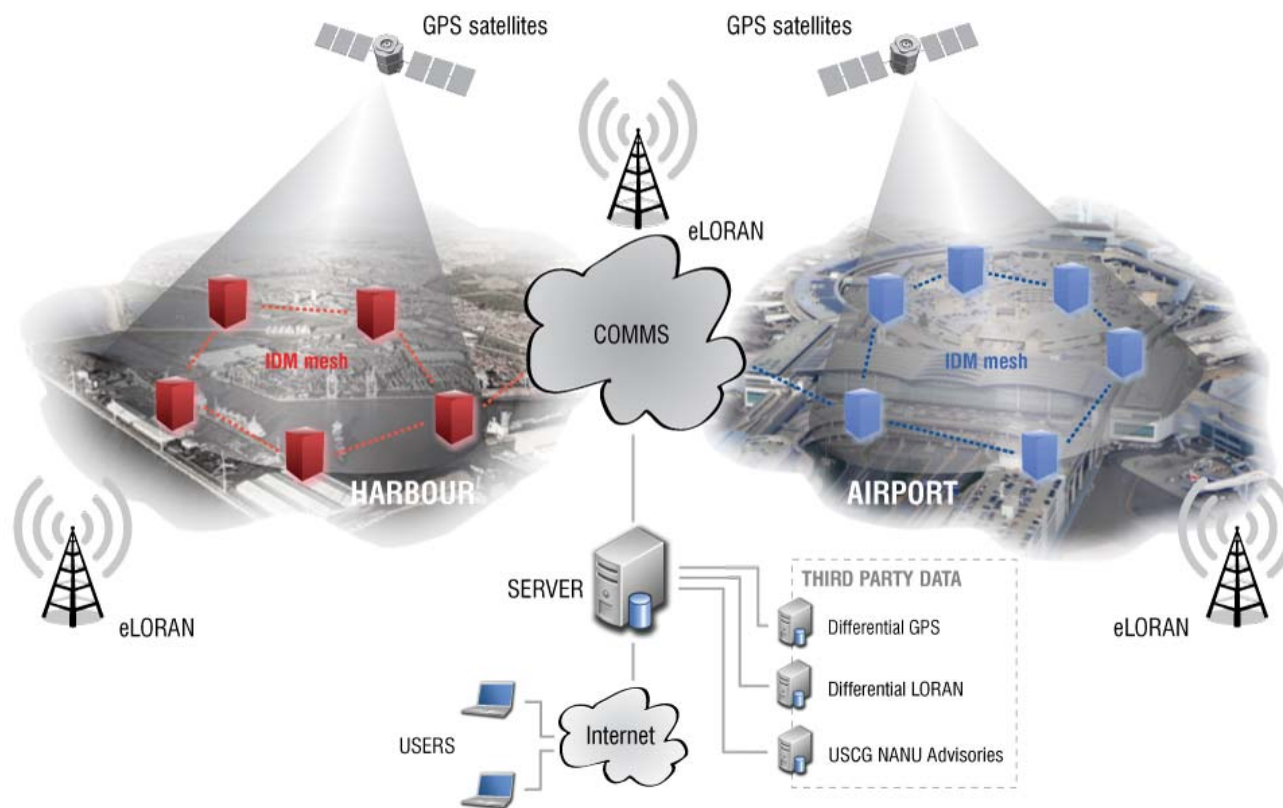 GPS satellites
GPS satellites
eLORAN
COMMS
IDM mesh
IDM mesh
HARBOUR
AIRPORT
eLORAN
SERVER
THIRD PARTY DATA
Differential GPS
eLORAN
Differential LORAN
USERS
Internet
USCG NANU Advisories